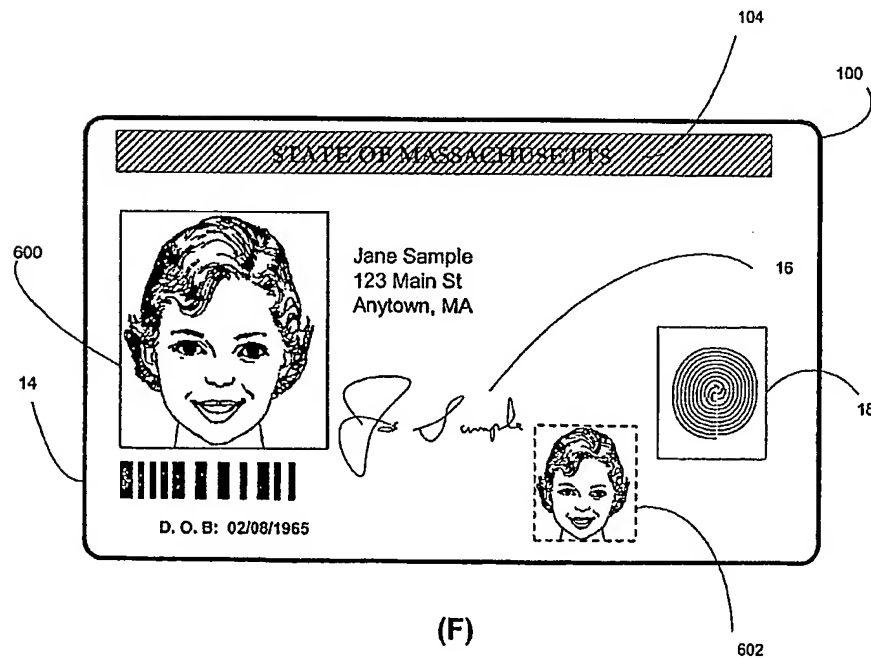 104
100
STATE OF MASSACHUSETTS
600
Jane Sample
123 Main St
Anytown, MA
16
14
Sample
18
D. O. B: 02/08/1965
(F)
602